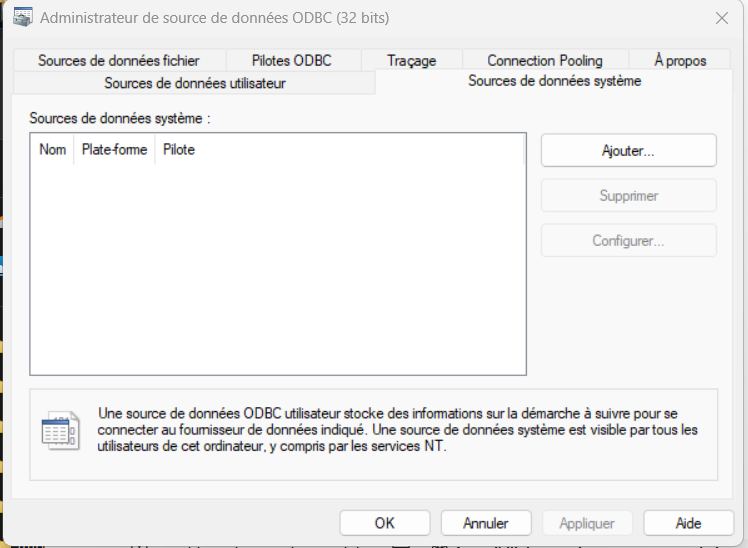 Administrateur de source de données ODBC (32 bits)
Sources de données fichier
Pilotes ODBC
Traçage
Connection Pooling
À propos
Sources de données utilisateur
Sources de données système
Sources de données système :
Nom
Plate-forme
Pilote
Ajouter...
Supprimer
Configurer...
Une source de données ODBC utilisateur stocke des informations sur la démarche à suivre pour se
connecter au fournisseur de données indiqué. Une source de données système est visible par tous les
utilisateurs de cet ordinateur, y compris par les services NT.
OK
Annuler
Appliquer
Aide